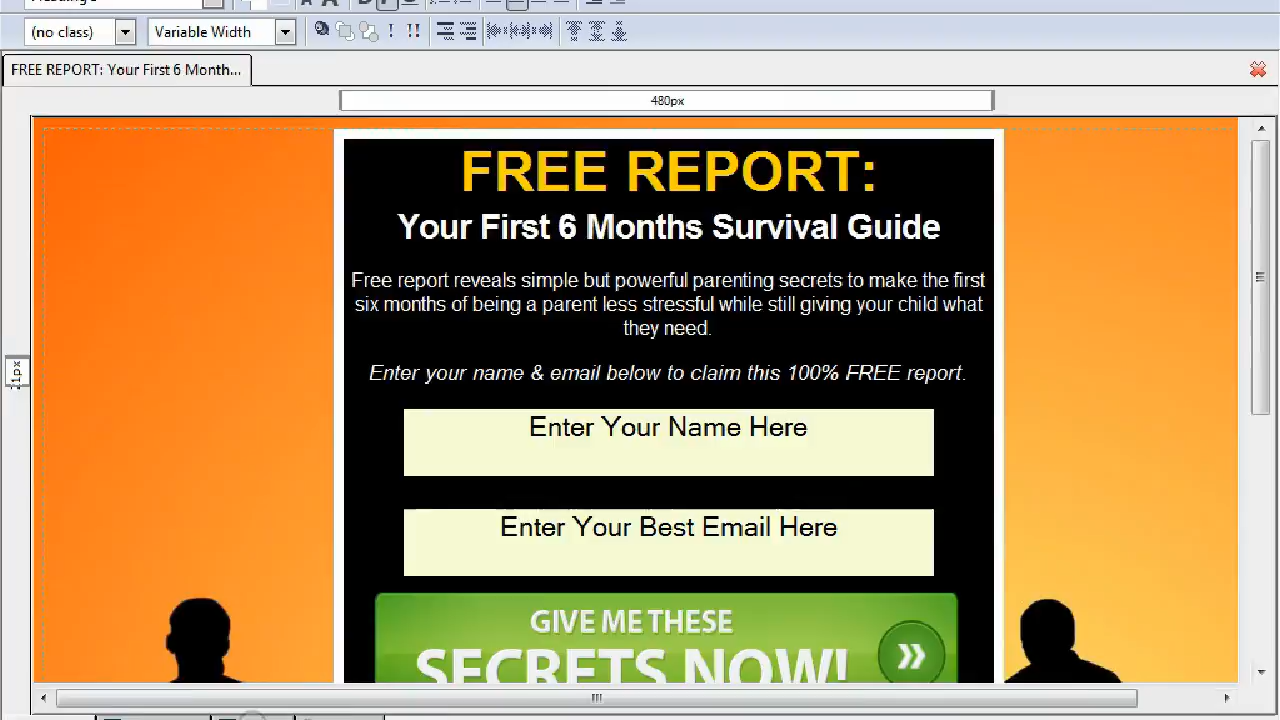 (no class)
Variable Width
FREE REPORT: Your First 6 Month...
480px
FREE REPORT:
Your First 6 Months Survival Guide
Free report reveals simple but powerful parenting secrets to make the first
six months of being a parent less stressful while still giving your child what
they need.
Enter your name & email below to claim this 100% FREE report.
Enter Your Name Here
Enter Your Best Email Here
GIVE ME THESE
SECRETS NOW!